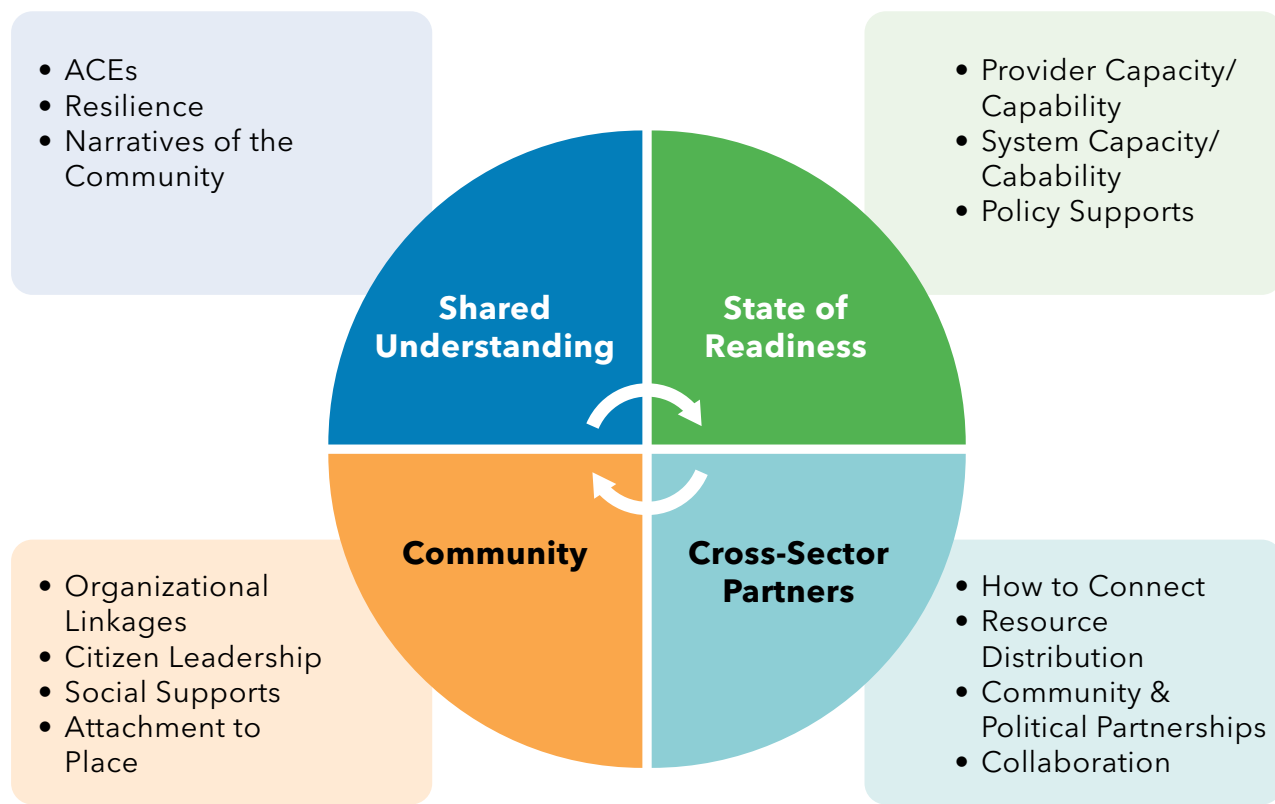 • ACEs
• Resilience
• Narratives of the
Community
• Provider Capacity/
Capability
• System Capacity/
Cabability
• Policy Supports
Shared
Understanding
State of
Readiness
Community
Cross-Sector
Partners
• Organizational
Linkages
• Citizen Leadership
• Social Supports
• Attachment to
Place
• How to Connect
• Resource
Distribution
• Community &
Political Partnerships
• Collaboration